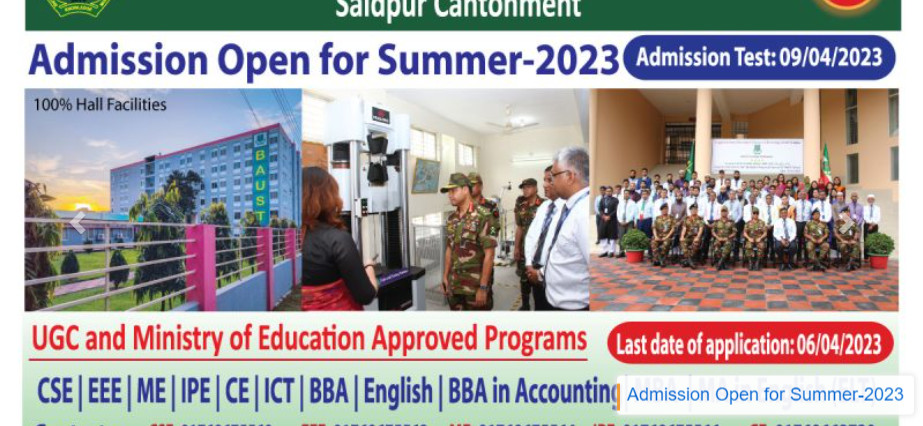 Saidpur Cantonment
Admission Open for Summer-2023
Admission Test: 09/04/2023
100% Hall Facilities
BAUST
UGC and Ministry of Education Approved Programs
Last date of application: 06/04/2023
CSE | EEE | ME | IPE | CE | ICT | BBA | English | BBA in Accounting
Admission Open for Summer-2023